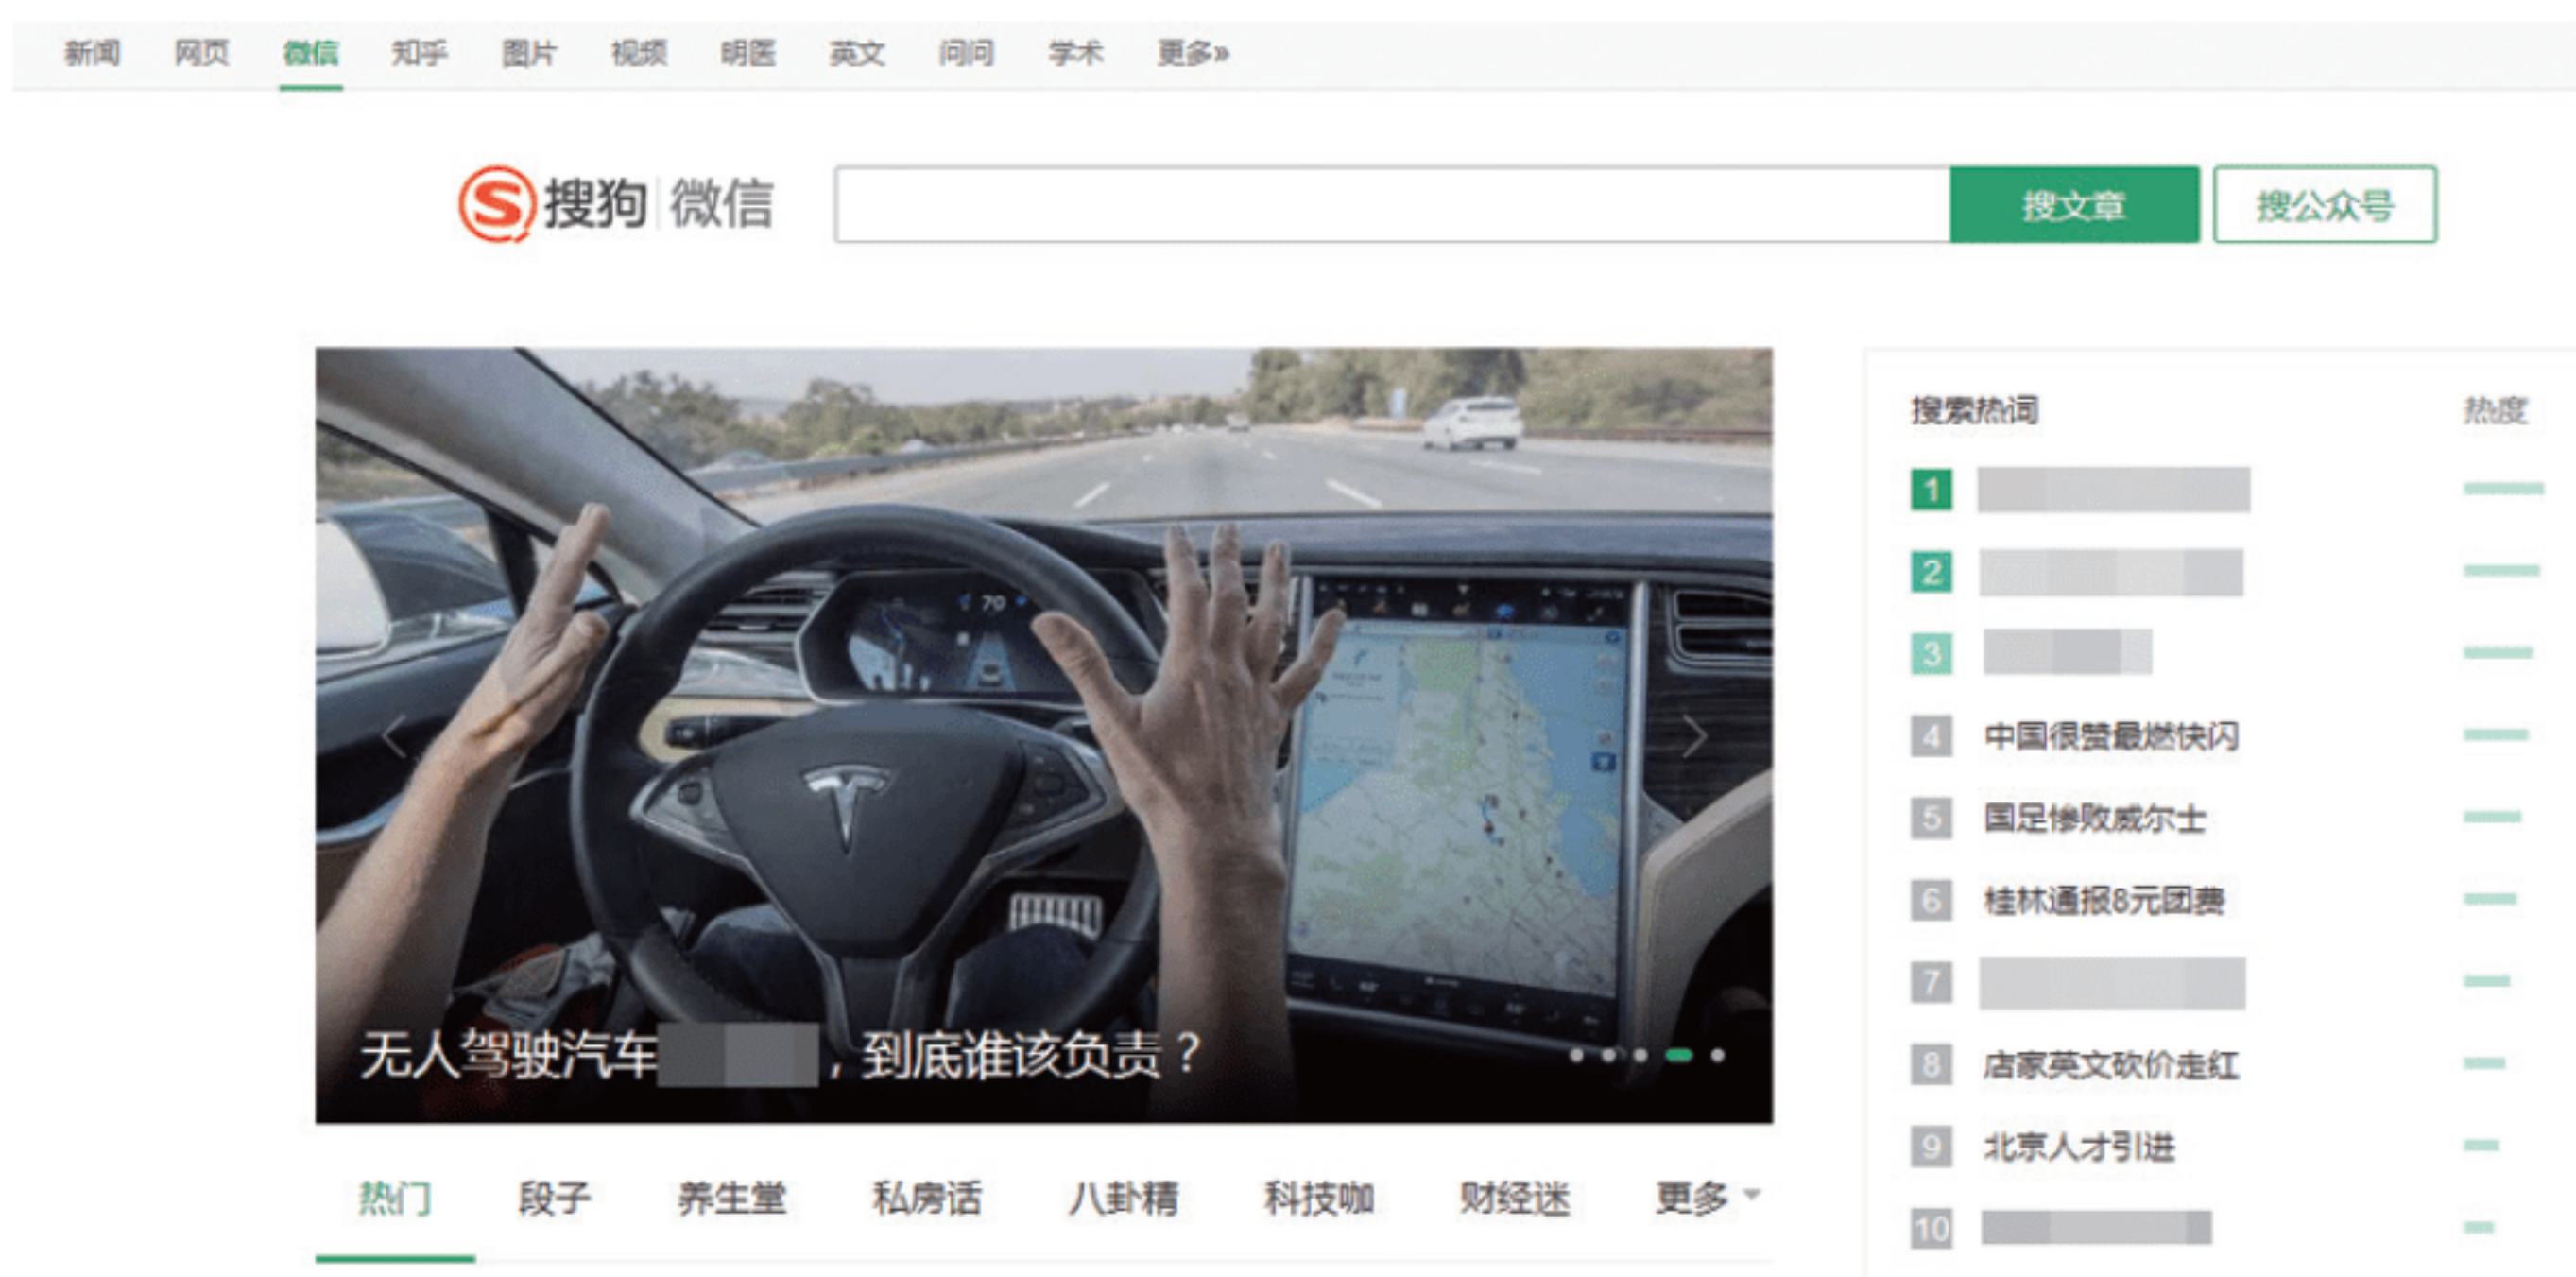 新闻 网页 微信 知乎 图片 视频 明医 英文 问问 学术 更多»
搜狗 微信 搜文章 搜公众号
搜索热词 热度
1
2
3
4 中国很赞最燃快闪
5 国足惨败威尔士
6 桂林通报8元团费
7
8 店家英文砍价走红
9 北京人才引进
10
70
无人驾驶汽车 ，到底谁该负责？
热门 段子 养生堂 私房话 八卦精 科技咖 财经迷 更多